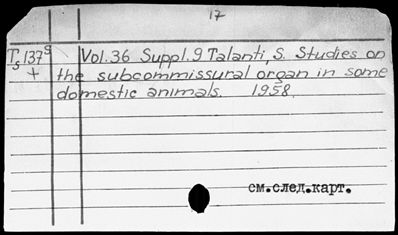 17
T5 137g Vol. 36 Suppl. 9 Talanti, S. Studies on
+ the subcommissural organ in some
domestic animals. 1958.
см.след.карт.